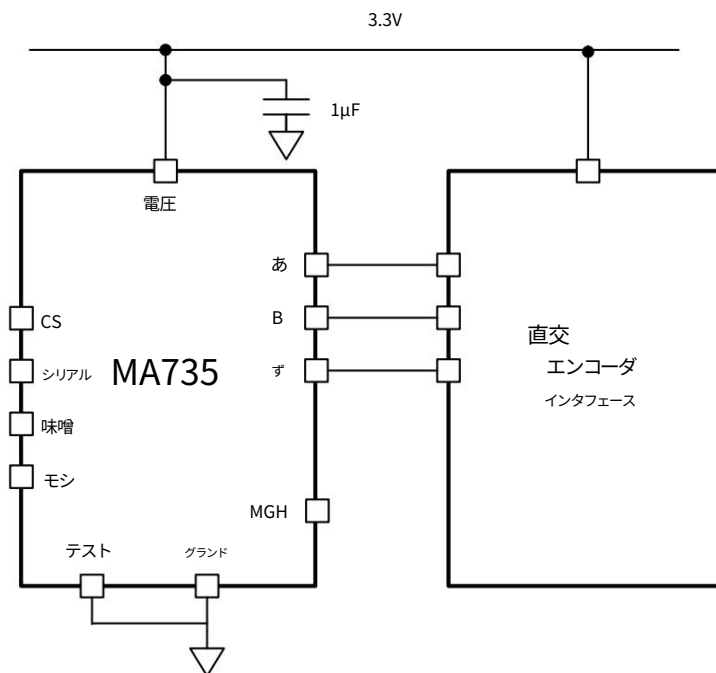 3.3V
1µF
電圧
あ
B
ず
CS
シリアル
味噌
モシ
MA735
MGH
テスト
グランド
直交
エンコーダ
インタフェース